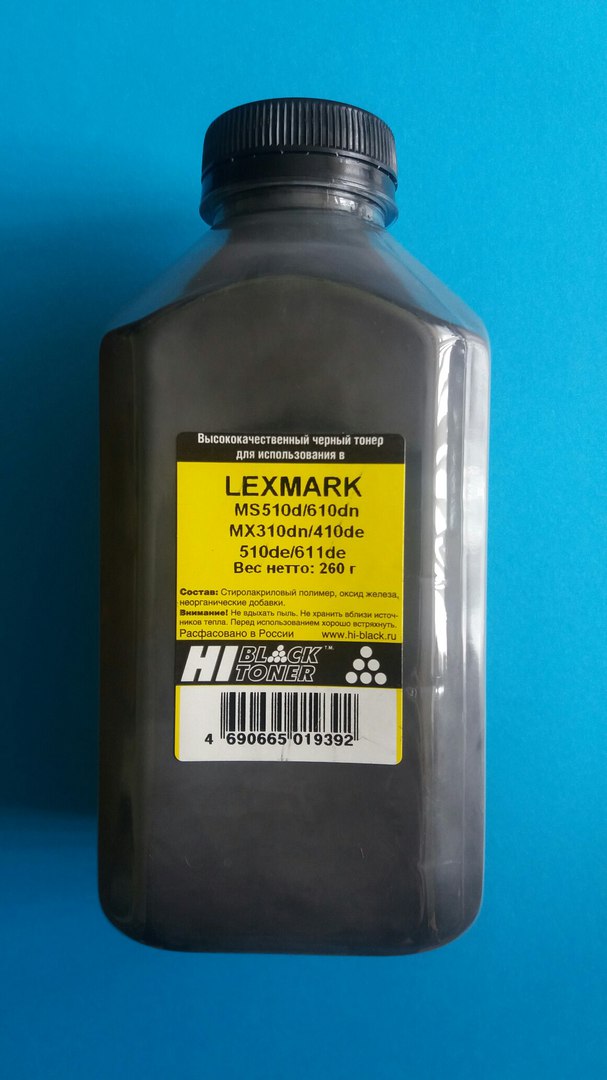 Высококачественный черный тонер
для использования в
LEXMARK
MS510d/610dn
MX310dn/410de
510de/611de
Вес нетто: 260 г
Состав: Стиролакриловый полимер, оксид железа,
неорганические добавки.
Внимание! Не вдыхать пыль. Не хранить вблизи источ-
ников тепла. Перед использованием хорошо встряхнуть.
Расфасовано в России www.hi-black.ru
HI BLACK TONER T.M.
4 690665 019392